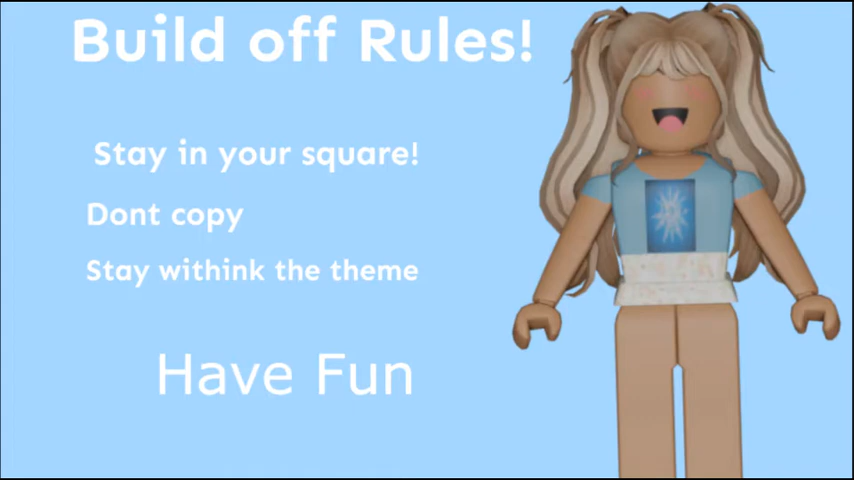 Build off Rules!
Stay in your square!
Dont copy
Stay withink the theme
Have Fun